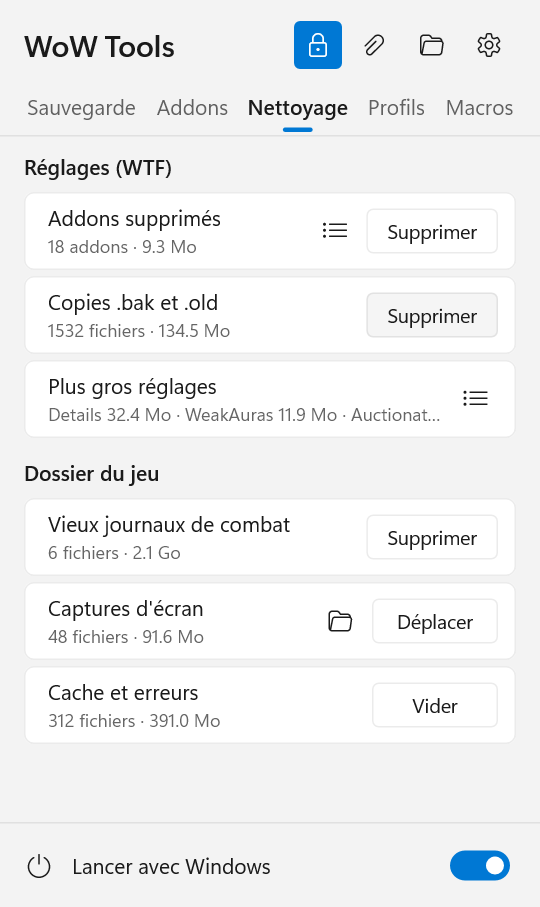 WoW Tools
Sauvegarde Addons Nettoyage Profils Macros
Réglages (WTF)
Addons supprimés
18 addons · 9.3 Mo
Supprimer
Copies .bak et .old
1532 fichiers · 134.5 Mo
Supprimer
Plus gros réglages
Details 32.4 Mo · WeakAuras 11.9 Mo · Auctionat...
Dossier du jeu
Vieux journaux de combat
6 fichiers · 2.1 Go
Supprimer
Captures d'écran
48 fichiers · 91.6 Mo
Déplacer
Cache et erreurs
312 fichiers · 391.0 Mo
Vider
Lancer avec Windows